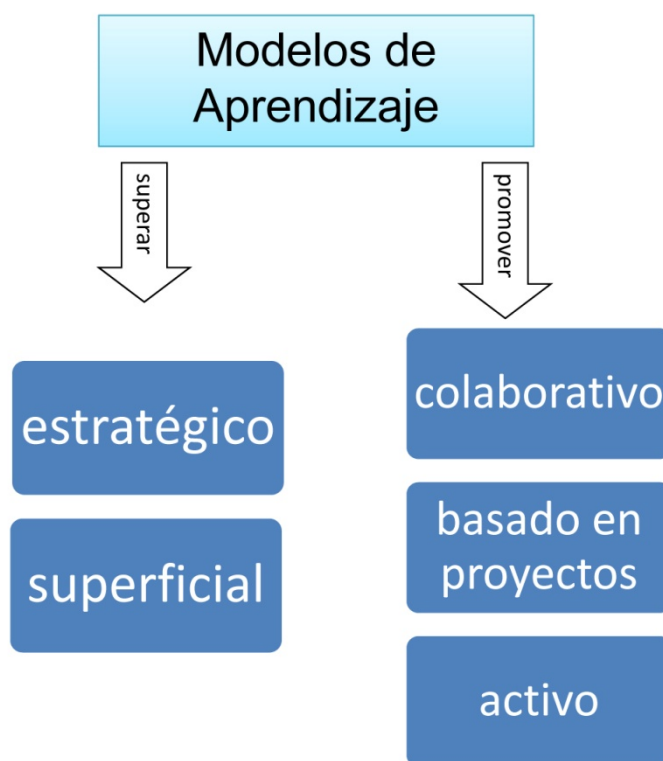 Modelos de
Aprendizaje
superar
promover
estratégico
superficial
colaborativo
basado en
proyectos
activo